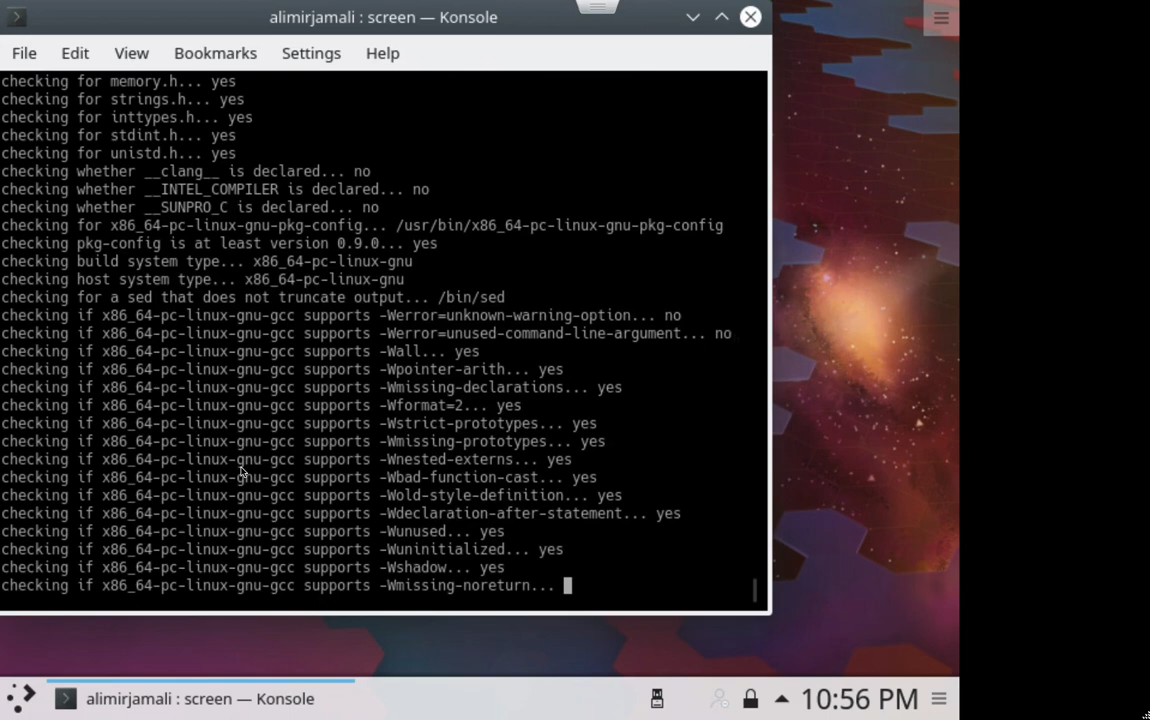 alimirjamali : screen — Konsole
File Edit View Bookmarks Settings Help
checking for memory.h... yes
checking for strings.h... yes
checking for inttypes.h... yes
checking for stdint.h... yes
checking for unistd.h... yes
checking whether __clang__ is declared... no
checking whether __INTEL_COMPILER is declared... no
checking whether __SUNPRO_C is declared... no
checking for x86_64-pc-linux-gnu-pkg-config... /usr/bin/x86_64-pc-linux-gnu-pkg-config
checking pkg-config is at least version 0.9.0... yes
checking build system type... x86_64-pc-linux-gnu
checking host system type... x86_64-pc-linux-gnu
checking for a sed that does not truncate output... /bin/sed
checking if x86_64-pc-linux-gnu-gcc supports -Werror=unknown-warning-option... no
checking if x86_64-pc-linux-gnu-gcc supports -Werror=unused-command-line-argument... no
checking if x86_64-pc-linux-gnu-gcc supports -Wall... yes
checking if x86_64-pc-linux-gnu-gcc supports -Wpointer-arith... yes
checking if x86_64-pc-linux-gnu-gcc supports -Wmissing-declarations... yes
checking if x86_64-pc-linux-gnu-gcc supports -Wformat=2... yes
checking if x86_64-pc-linux-gnu-gcc supports -Wstrict-prototypes... yes
checking if x86_64-pc-linux-gnu-gcc supports -Wmissing-prototypes... yes
checking if x86_64-pc-linux-gnu-gcc supports -Wnested-externs... yes
checking if x86_64-pc-linux-gnu-gcc supports -Wbad-function-cast... yes
checking if x86_64-pc-linux-gnu-gcc supports -Wold-style-definition... yes
checking if x86_64-pc-linux-gnu-gcc supports -Wdeclaration-after-statement... yes
checking if x86_64-pc-linux-gnu-gcc supports -Wunused... yes
checking if x86_64-pc-linux-gnu-gcc supports -Wuninitialized... yes
checking if x86_64-pc-linux-gnu-gcc supports -Wshadow... yes
checking if x86_64-pc-linux-gnu-gcc supports -Wmissing-noreturn...
alimirjamali : screen — Konsole 10:56 PM